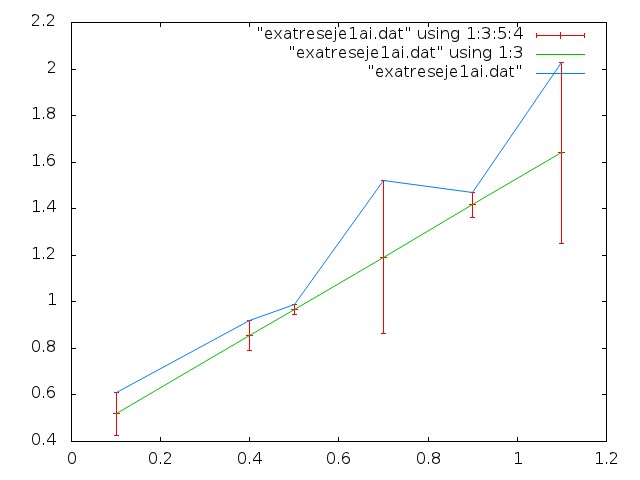 2.2
2
1.8
1.6
1.4
1.2
1
0.8
0.6
0.4
0 0.2 0.4 0.6 0.8 1 1.2
"exatreseje1ai.dat" using 1:3:5:4
"exatreseje1ai.dat" using 1:3
"exatreseje1ai.dat"